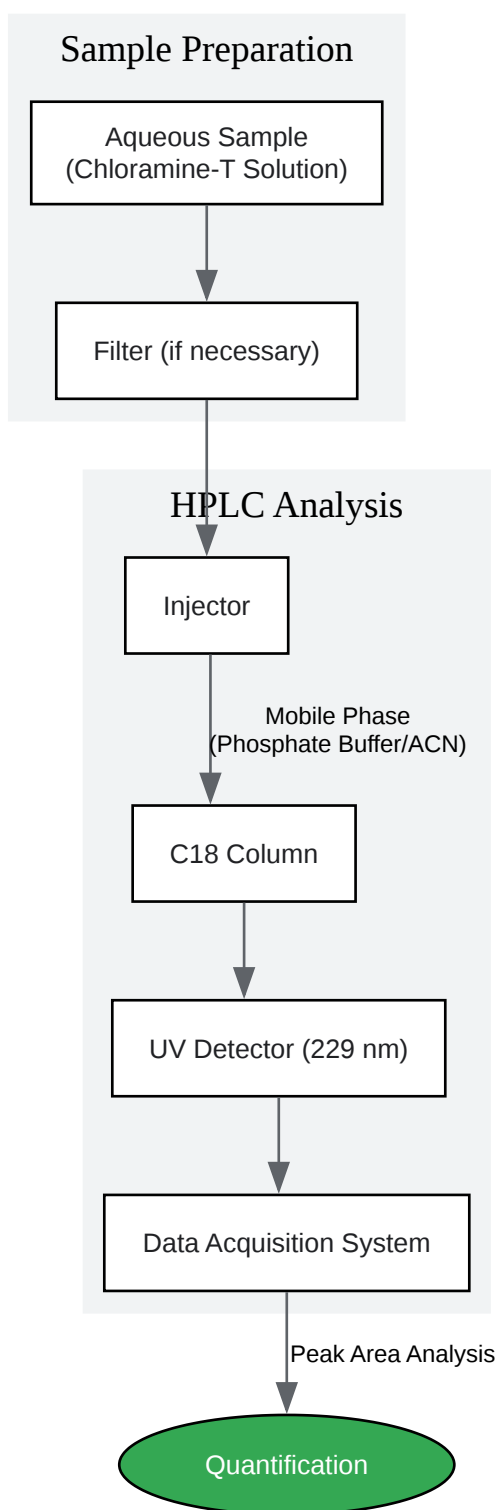 Sample Preparation
Aqueous Sample
(Chloramine-T Solution)
Filter (if necessary)
HPLC Analysis
Injector
Mobile Phase
(Phosphate Buffer/ACN)
C18 Column
UV Detector (229 nm)
Data Acquisition System
Peak Area Analysis
Quantification